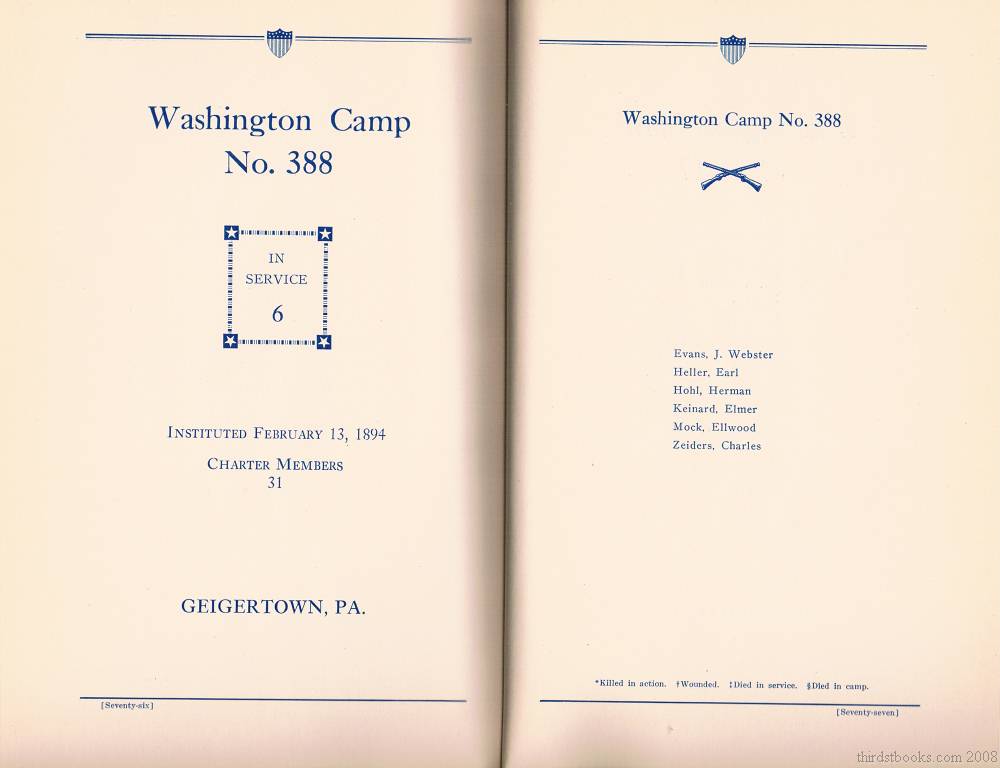 Washington Camp
No. 388
IN
SERVICE
6
INSTITUTED FEBRUARY 13, 1894
CHARTER MEMBERS
31
GEIGERTOWN, PA.
[Seventy-six]
Washington Camp No. 388
Evans, J. Webster
Heller, Earl
Hohl, Herman
Keinard, Elmer
Mock, Ellwood
Zeiders, Charles
*Killed in action. †Wounded. ‡Died in service. §Died in camp.
[Seventy-seven]
thirdstbooks.com 2008